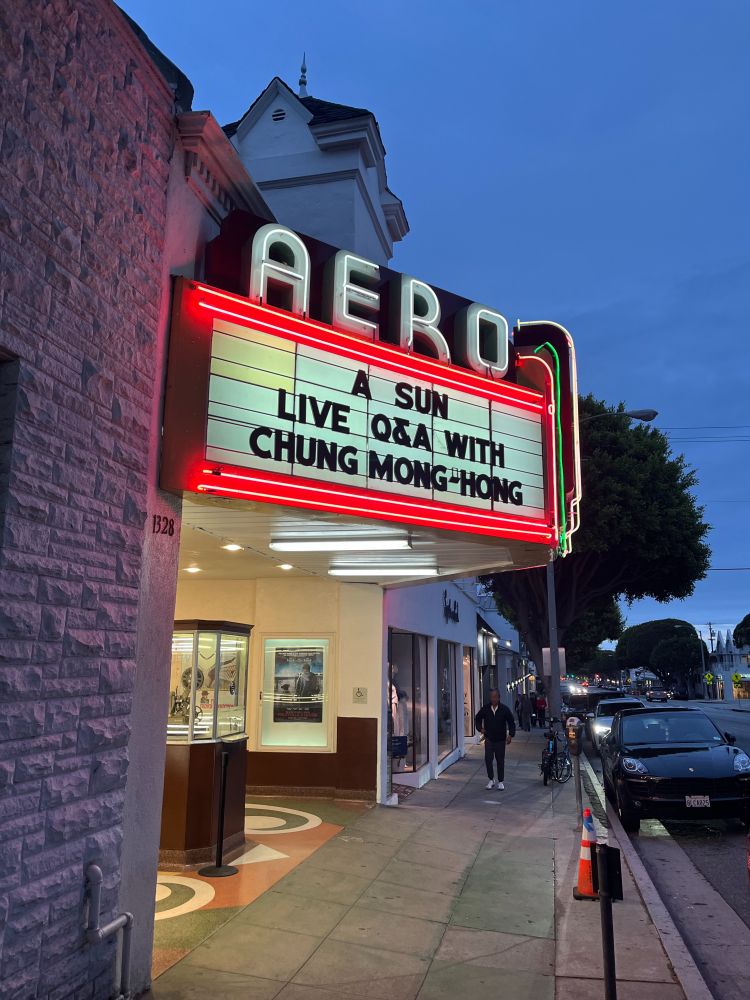 AERO
A SUN
LIVE Q&A WITH
CHUNG MONG-HONG
1328